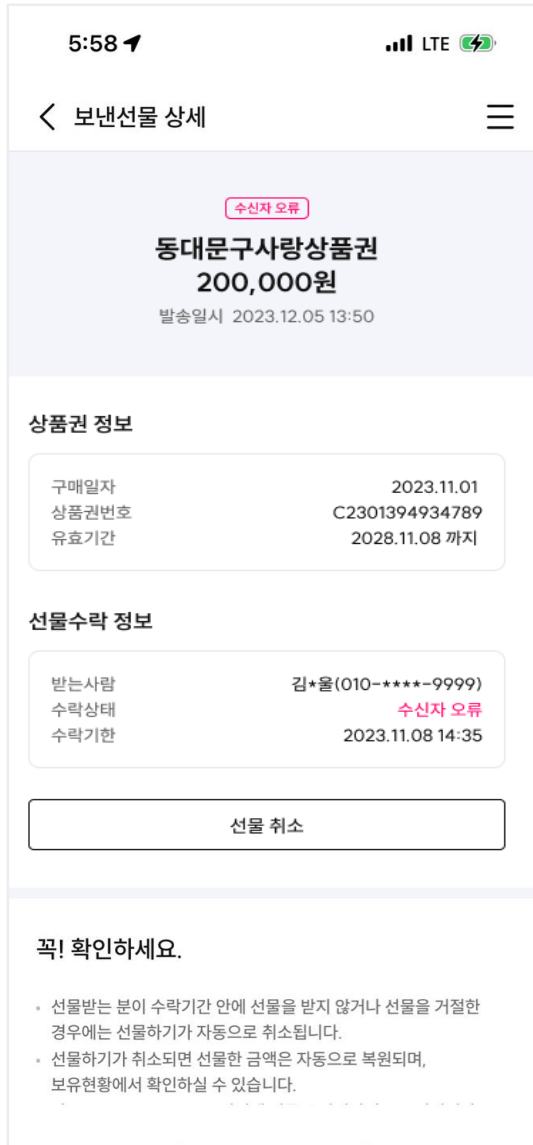 5:58
LTE
보낸선물 상세
수신자 오류
동대문구사랑상품권
200,000원
발송일시 2023.12.05 13:50
상품권 정보
구매일자 2023.11.01
상품권번호 C2301394934789
유효기간 2028.11.08 까지
선물수락 정보
받는사람 김*울(010-****-9999)
수락상태 수신자 오류
수락기한 2023.11.08 14:35
선물 취소
꼭! 확인하세요.
선물받는 분이 수락기간 안에 선물을 받지 않거나 선물을 거절한
경우에는 선물하기가 자동으로 취소됩니다.
선물하기가 취소되면 선물한 금액은 자동으로 복원되며,
보유현황에서 확인하실 수 있습니다.